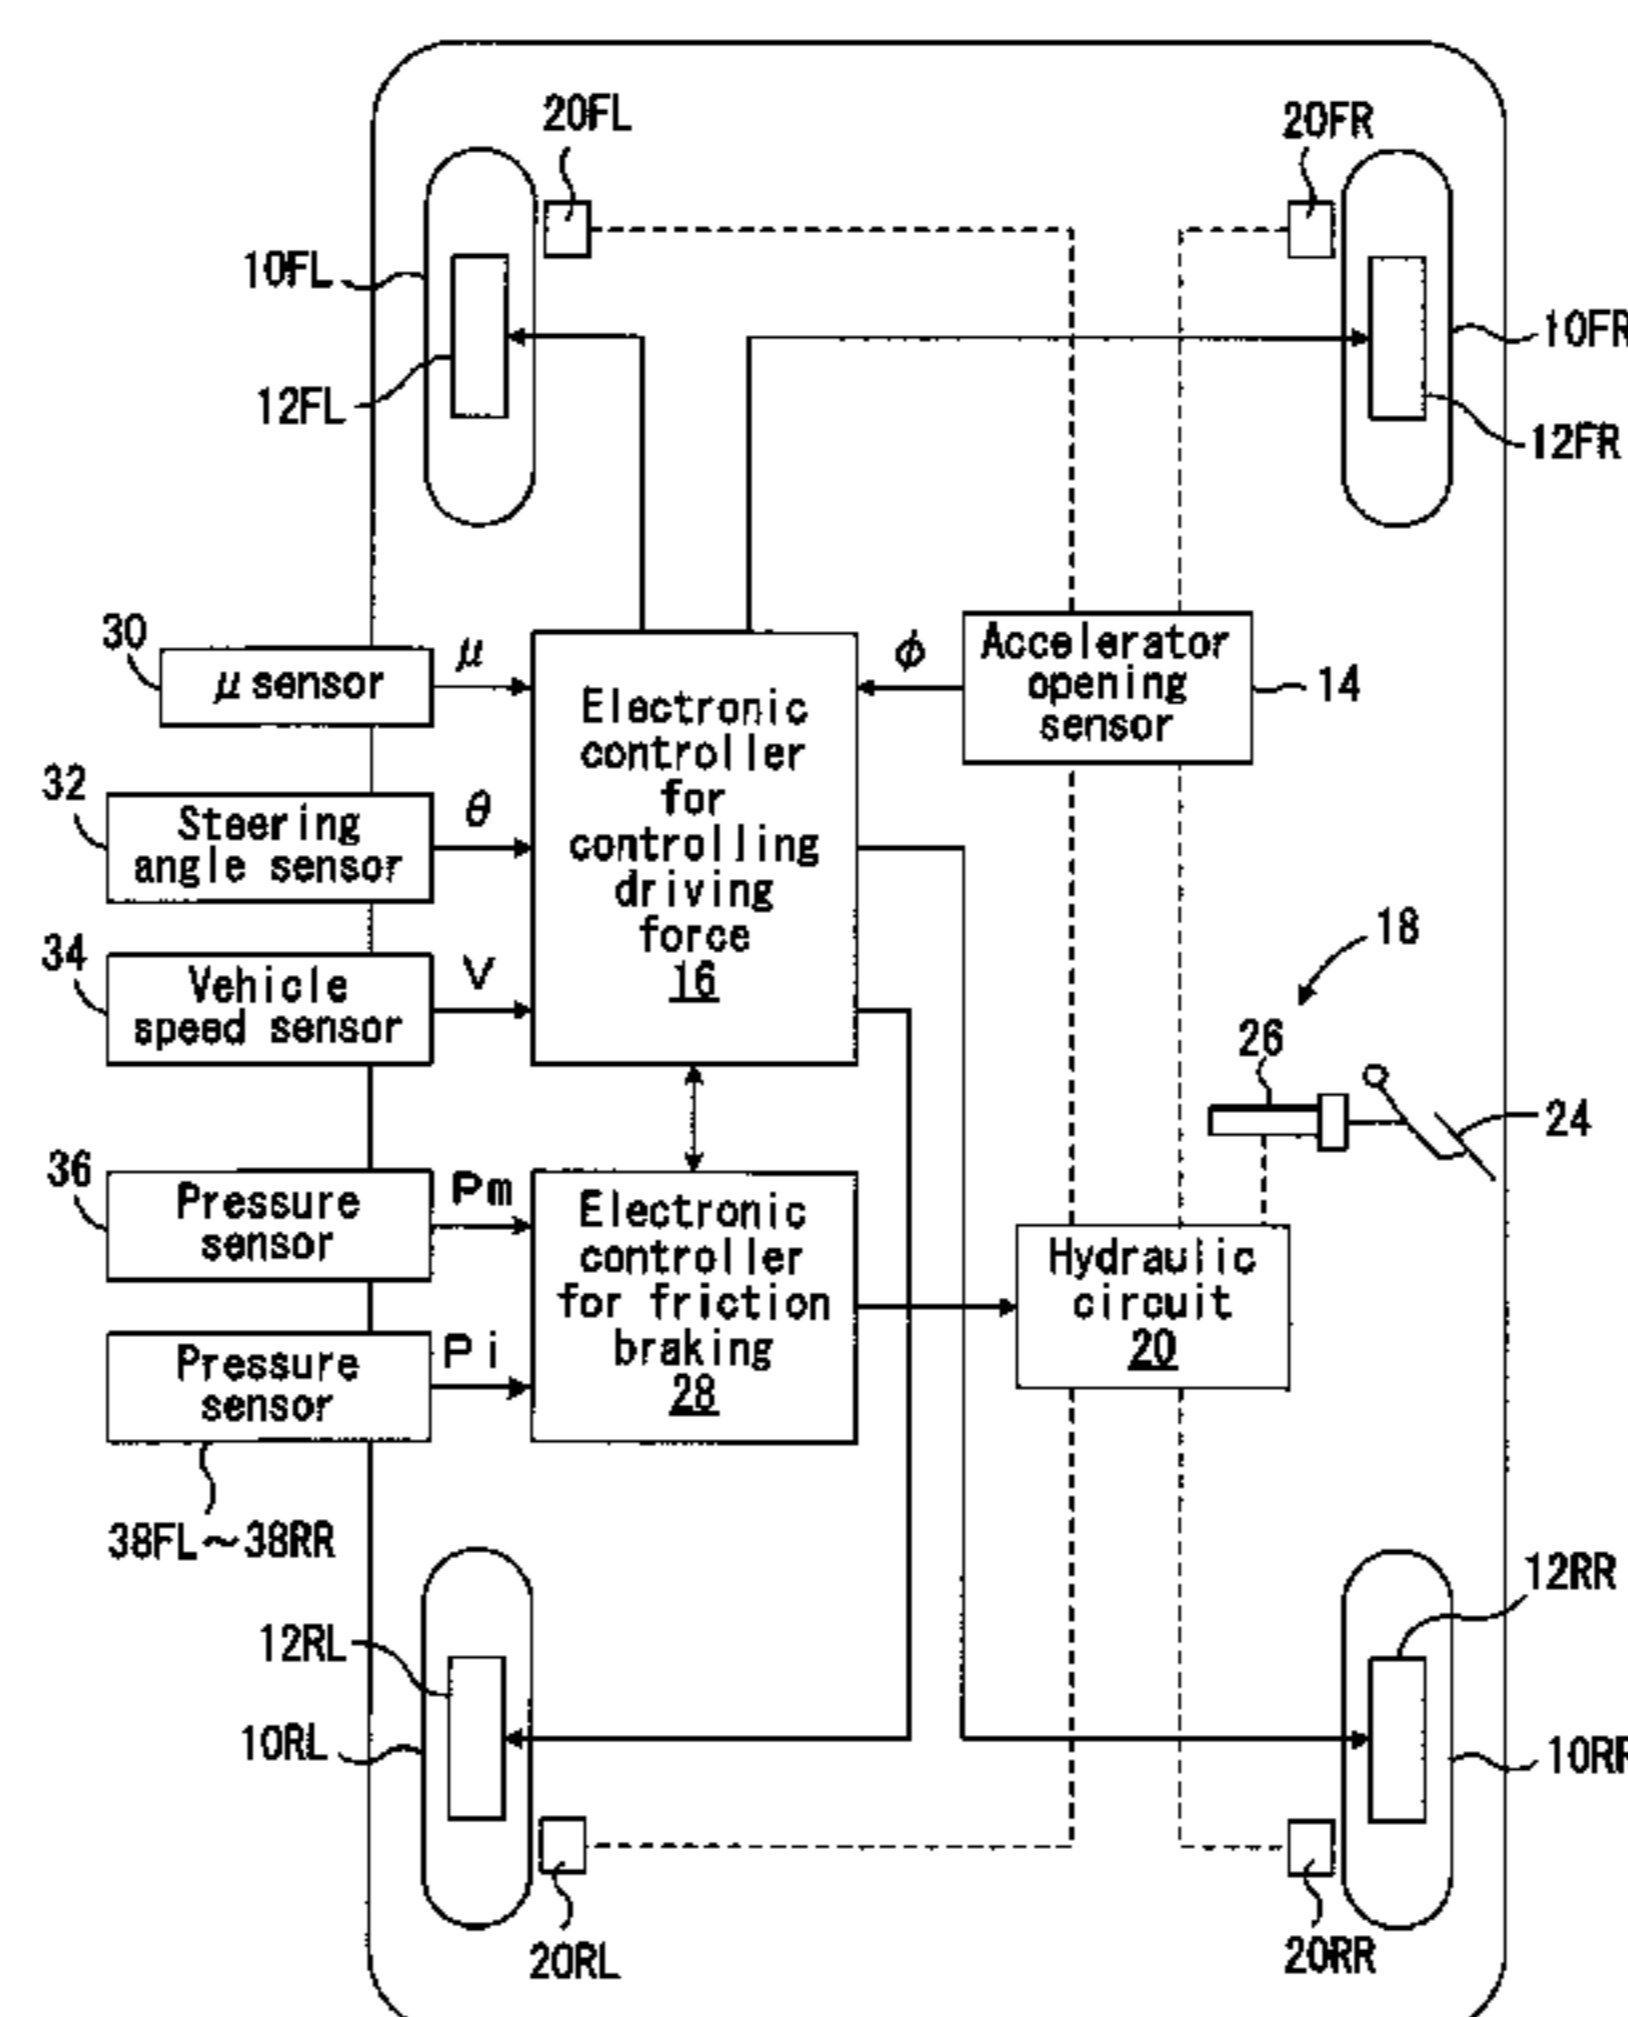 20FL
20FR
10FL
10FR
12FL
12FR
30
μ sensor
μ
ϕ
Accelerator
opening
sensor
14
Electronic
controller
for
controlling
driving
force
16
32
Steering
angle sensor
θ
34
Vehicle
speed sensor
V
18
26
24
36
Pressure
sensor
Pm
Electronic
controller
for friction
braking
28
Hydraulic
circuit
20
Pressure
sensor
Pi
38FL~38RR
12RR
12RL
10RL
10RR
20RL
20RR